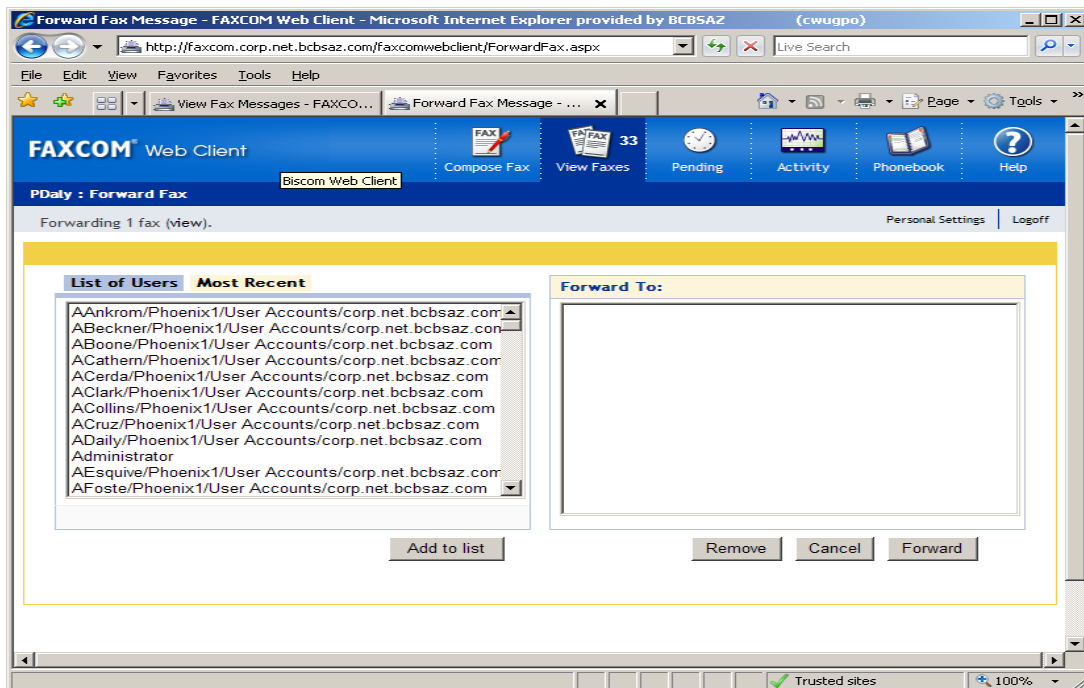 Forward Fax Message - FAXCOM Web Client - Microsoft Internet Explorer provided by BCBSAZ (cwugpo)
http://faxcom.corp.net.bcbsaz.com/faxcomwebclient/ForwardFax.aspx Live Search
File Edit View Favorites Tools Help
View Fax Messages - FAXCO... Forward Fax Message - ... Page Tools »
FAXCOM® Web Client
FAX
Compose Fax
FAX FAX 33
View Faxes
Pending
Activity
Phonebook
? Help
Biscom Web Client
PDaly : Forward Fax
Forwarding 1 fax (view). Personal Settings Logoff
List of Users Most Recent
AAnkrom/Phoenix1/User Accounts/corp.net.bcbsaz.com
ABeckner/Phoenix1/User Accounts/corp.net.bcbsaz.con
ABoone/Phoenix1/User Accounts/corp.net.bcbsaz.com
ACathern/Phoenix1/User Accounts/corp.net.bcbsaz.com
ACerda/Phoenix1/User Accounts/corp.net.bcbsaz.com
AClark/Phoenix1/User Accounts/corp.net.bcbsaz.com
ACollins/Phoenix1/User Accounts/corp.net.bcbsaz.com
ACruz/Phoenix1/User Accounts/corp.net.bcbsaz.com
ADaily/Phoenix1/User Accounts/corp.net.bcbsaz.com
Administrator
AEsquive/Phoenix1/User Accounts/corp.net.bcbsaz.com
AFoste/Phoenix1/User Accounts/corp.net.bcbsaz.com
Add to list
Forward To:
Remove Cancel Forward
Trusted sites 100%